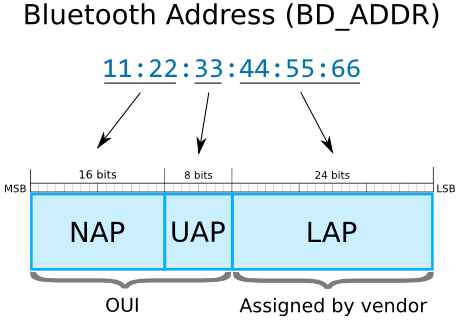 Bluetooth Address (BD_ADDR)
11:22:33:44:55:66
16 bits 8 bits 24 bits
MSB LSB
NAP UAP LAP
OUI Assigned by vendor